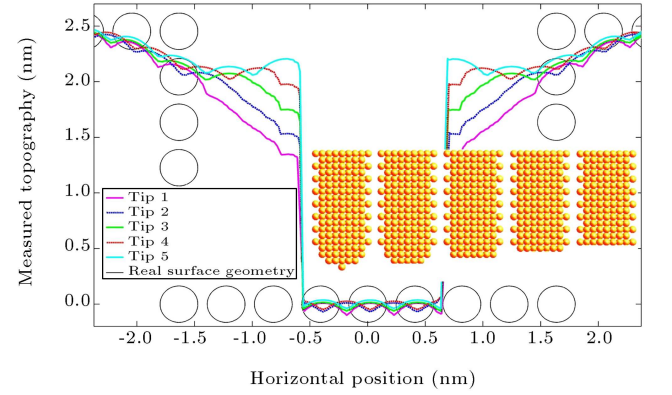 Measured topography (nm)
2.5
2.0
1.5
1.0
0.5
0.0
Tip 1
Tip 2
Tip 3
Tip 4
Tip 5
Real surface geometry
-2.0 -1.5 -1.0 -0.5 0.0 0.5 1.0 1.5 2.0
Horizontal position (nm)